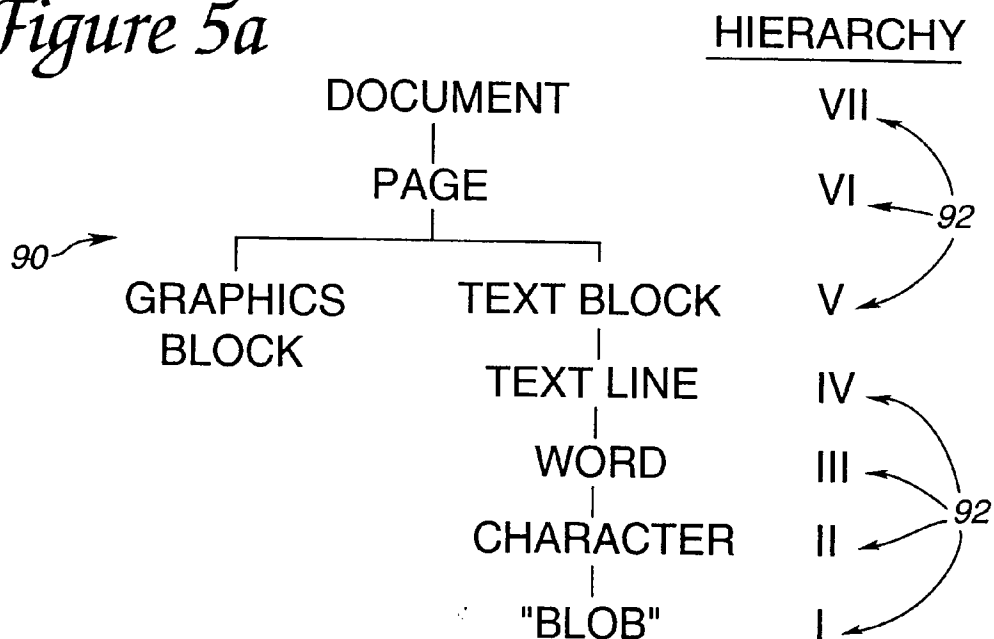 Figure 5a
HIERARCHY
DOCUMENT VII
PAGE VI
92
90
GRAPHICS BLOCK
TEXT BLOCK V
TEXT LINE IV
WORD III
92
CHARACTER II
"BLOB" I